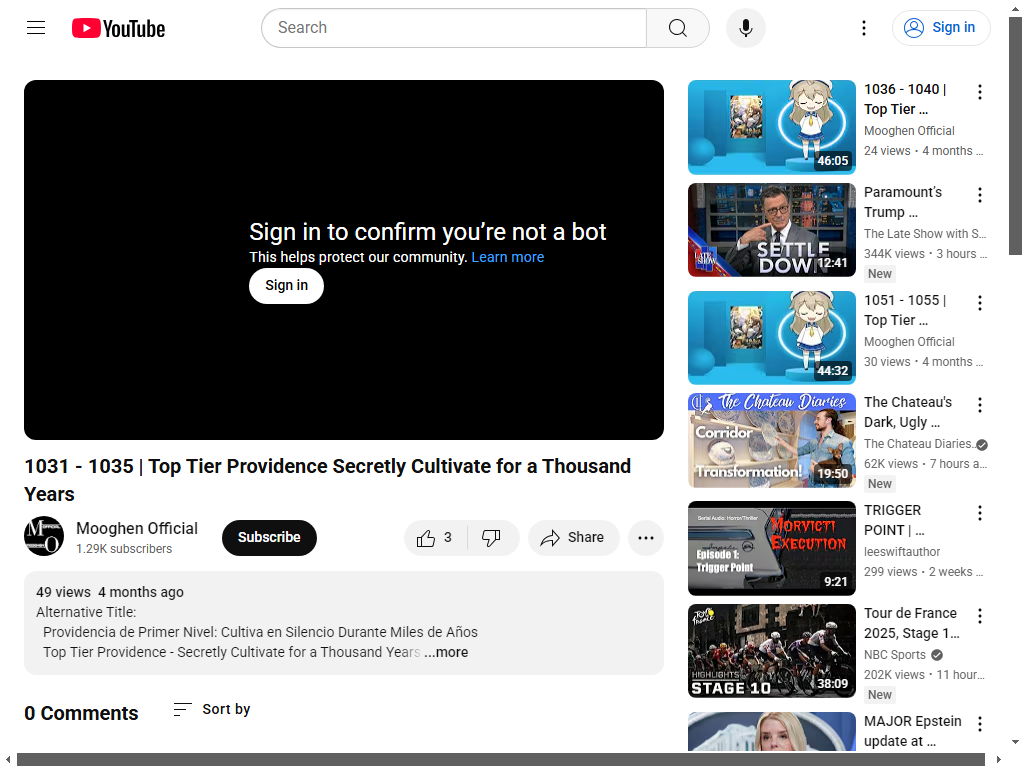 YouTube
Search
Sign in
Sign in to confirm you’re not a bot
This helps protect our community. Learn more
Sign in
1031 - 1035 | Top Tier Providence Secretly Cultivate for a Thousand
Years
Mooghen Official
1.29K subscribers
Subscribe
3
Share
49 views 4 months ago
Alternative Title:
Providencia de Primer Nivel: Cultiva en Silencio Durante Miles de Años
Top Tier Providence - Secretly Cultivate for a Thousand Years ...more
0 Comments
Sort by
46:05
1036 - 1040 |
Top Tier ...
Mooghen Official
24 views • 4 months ...
LATE SHOW
SETTLE
DOWN
12:41
Paramount’s
Trump ...
The Late Show with S...
344K views • 3 hours ...
New
44:32
1051 - 1055 |
Top Tier ...
Mooghen Official
30 views • 4 months ...
The Chateau Diaries
Corridor
Transformation!
19:50
The Chateau's
Dark, Ugly ...
The Chateau Diaries
62K views • 7 hours a...
New
Serial Audio: Horror/Thriller
Morvicti
Execution
Episode 1:
Trigger Point
9:21
TRIGGER
POINT | ...
leeswiftauthor
299 views • 2 weeks ...
HIGHLIGHTS
STAGE 10
38:09
Tour de France
2025, Stage 1...
NBC Sports
202K views • 11 hour...
New
MAJOR Epstein
update at ...